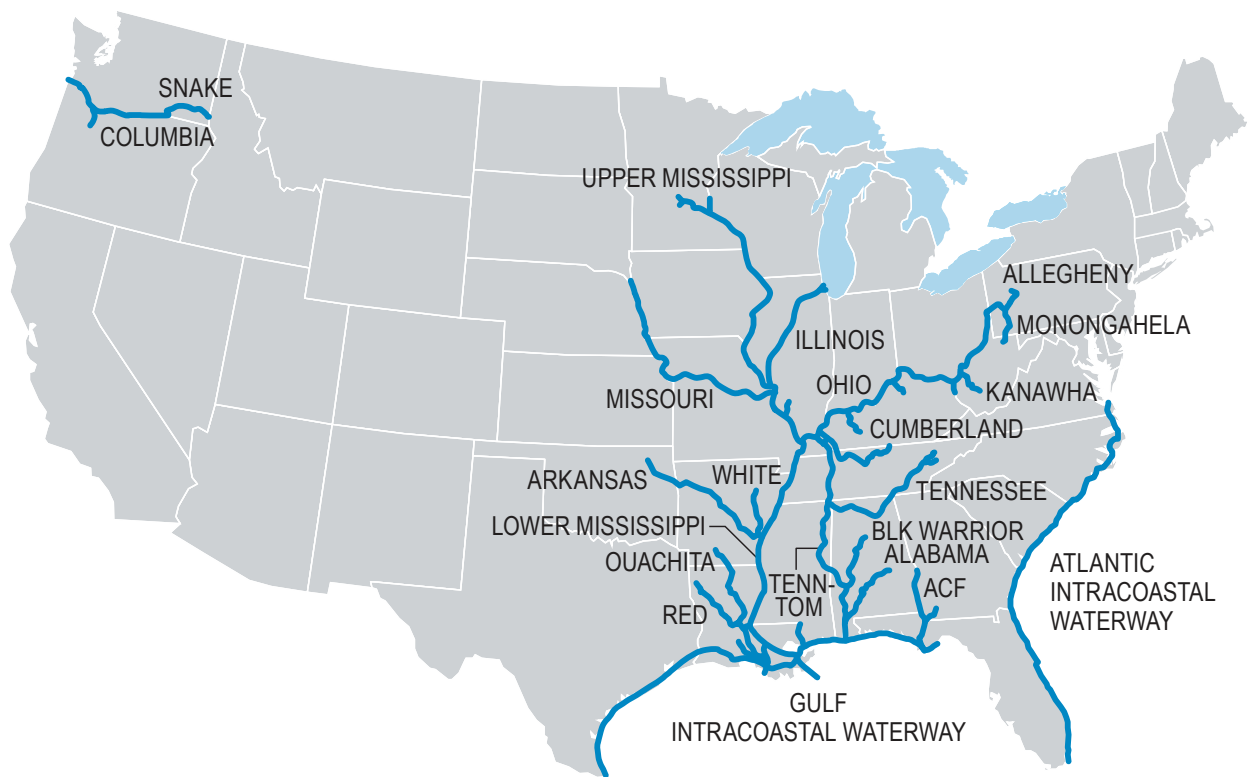 SNAKE
COLUMBIA
UPPER MISSISSIPPI
ALLEGHENY
MONONGAHELA
ILLINOIS
OHIO
KANAWHA
MISSOURI
CUMBERLAND
ARKANSAS
WHITE
TENNESSEE
LOWER MISSISSIPPI
BLK WARRIOR
ALABAMA
OUACHITA
TENN-
TOM
ACF
RED
ATLANTIC
INTRACOASTAL
WATERWAY
GULF
INTRACOASTAL WATERWAY